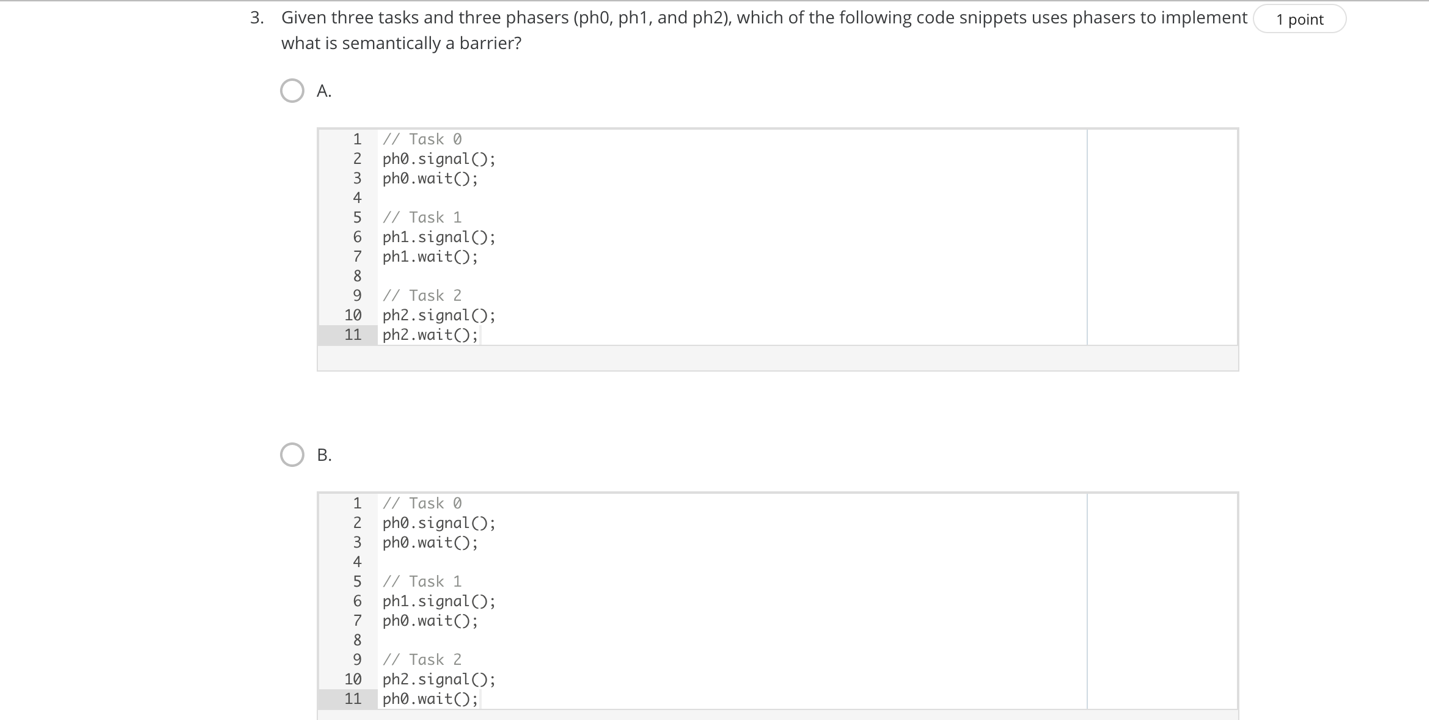 3. Given three tasks and three phasers (ph0, ph1, and ph2), which of the following code snippets uses phasers to implement
what is semantically a barrier?
1 point
A.
1 // Task 0
2 ph0.signal();
3 ph0.wait();
4
5 // Task 1
6 ph1.signal();
7 ph1.wait();
8
9 // Task 2
10 ph2.signal();
11 ph2.wait();
B.
1 // Task 0
2 ph0.signal();
3 ph0.wait();
4
5 // Task 1
6 ph1.signal();
7 ph0.wait();
8
9 // Task 2
10 ph2.signal();
11 ph0.wait();